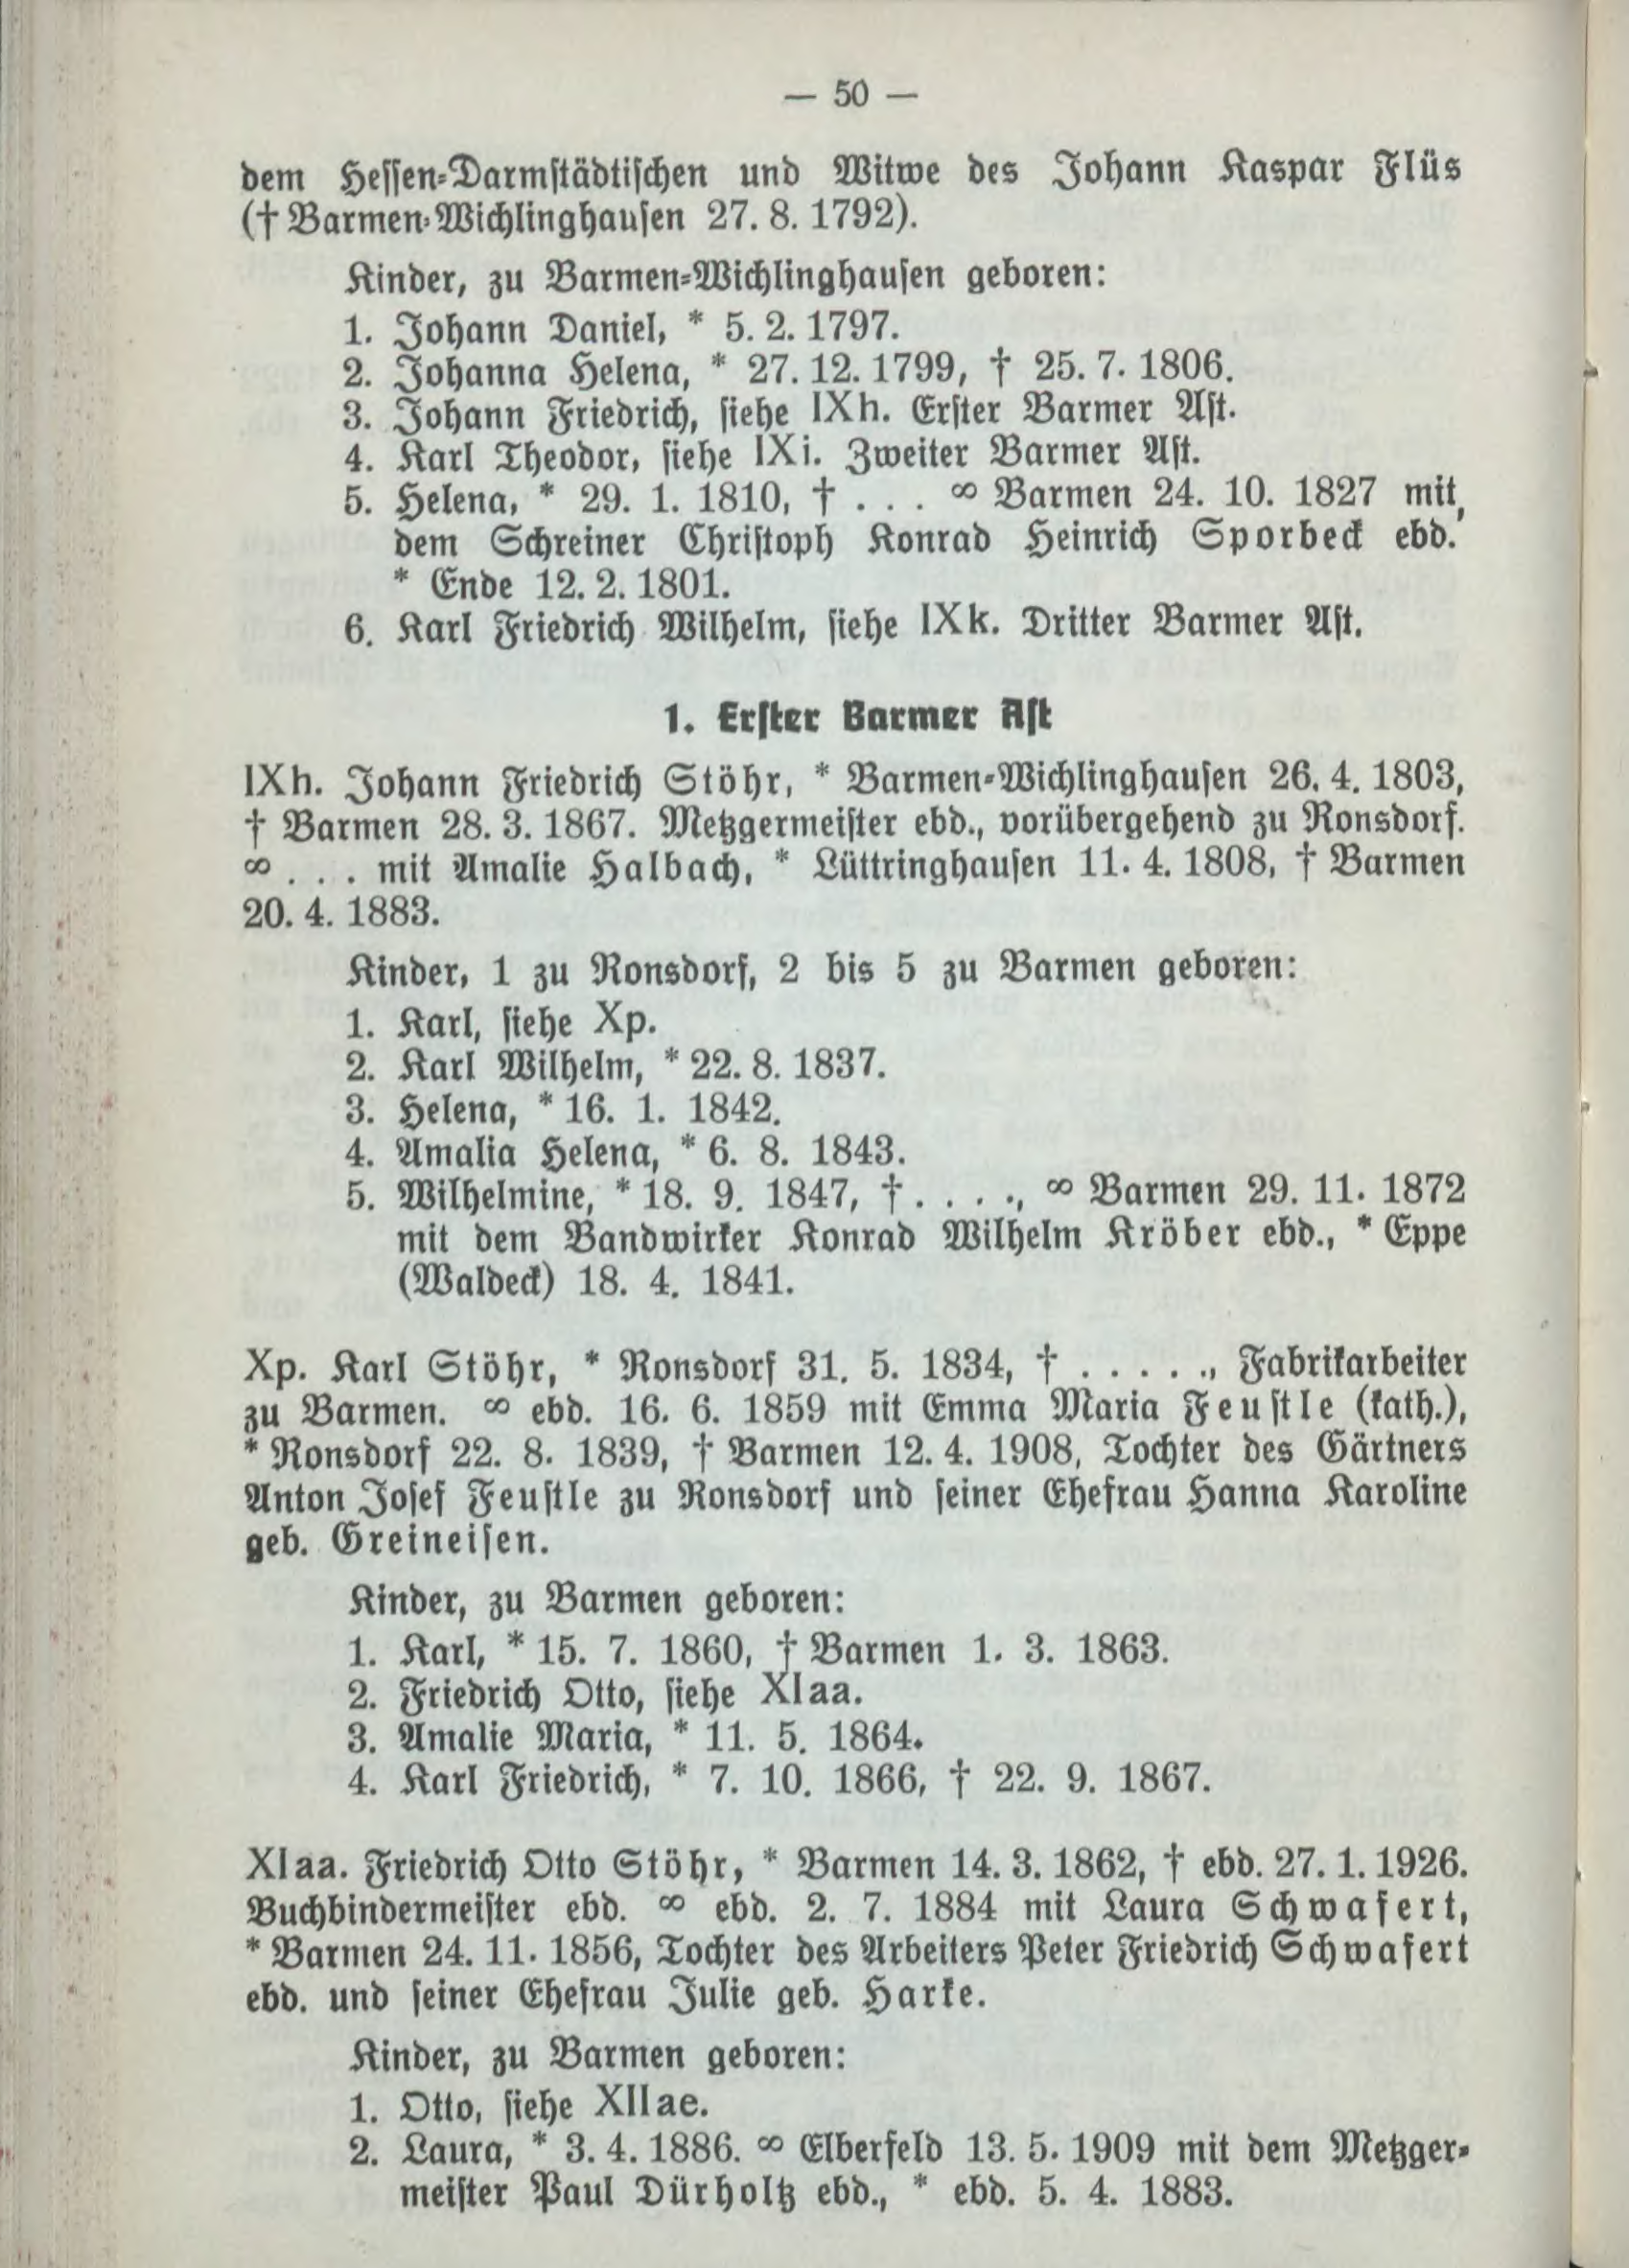 — 50 —
dem Hessen-Darmstädtischen und Witwe des Johann Kaspar Flüs
(† Barmen-Wichlinghausen 27. 8. 1792).
Kinder, zu Barmen-Wichlinghausen geboren:
1. Johann Daniel, * 5. 2. 1797.
2. Johanna Helena, * 27. 12. 1799, † 25. 7. 1806.
3. Johann Friedrich, siehe IXh. Erster Barmer Ast.
4. Karl Theodor, siehe IXi. Zweiter Barmer Ast.
5. Helena, * 29. 1. 1810, † . . . ∞ Barmen 24. 10. 1827 mit
dem Schreiner Christoph Konrad Heinrich Sporbeck ebd.,
* Ende 12. 2. 1801.
6. Karl Friedrich Wilhelm, siehe IXk. Dritter Barmer Ast.
1. Erster Barmer Ast
IXh. Johann Friedrich Stöhr, * Barmen-Wichlinghausen 26. 4. 1803,
† Barmen 28. 3. 1867. Metzgermeister ebd., vorübergehend zu Ronsdorf.
∞ . . . mit Amalie Halbach, * Lüttringhausen 11. 4. 1808, † Barmen
20. 4. 1883.
Kinder, 1 zu Ronsdorf, 2 bis 5 zu Barmen geboren:
1. Karl, siehe Xp.
2. Karl Wilhelm, * 22. 8. 1837.
3. Helena, * 16. 1. 1842.
4. Amalia Helena, * 6. 8. 1843.
5. Wilhelmine, * 18. 9. 1847, † . . . ., ∞ Barmen 29. 11. 1872
mit dem Bandwirker Konrad Wilhelm Kröber ebd., * Eppe
(Waldeck) 18. 4. 1841.
Xp. Karl Stöhr, * Ronsdorf 31. 5. 1834, † . . . . ., Fabrikarbeiter
zu Barmen. ∞ ebd. 16. 6. 1859 mit Emma Maria Feustle (kath.),
* Ronsdorf 22. 8. 1839, † Barmen 12. 4. 1908, Tochter des Gärtners
Anton Josef Feustle zu Ronsdorf und seiner Ehefrau Hanna Karoline
geb. Greineisen.
Kinder, zu Barmen geboren:
1. Karl, * 15. 7. 1860, † Barmen 1. 3. 1863.
2. Friedrich Otto, siehe XIaa.
3. Amalie Maria, * 11. 5. 1864.
4. Karl Friedrich, * 7. 10. 1866, † 22. 9. 1867.
XIaa. Friedrich Otto Stöhr, * Barmen 14. 3. 1862, † ebd. 27. 1. 1926.
Buchbindermeister ebd. ∞ ebd. 2. 7. 1884 mit Laura Schwafert,
* Barmen 24. 11. 1856, Tochter des Arbeiters Peter Friedrich Schwafert
ebd. und seiner Ehefrau Julie geb. Harke.
Kinder, zu Barmen geboren:
1. Otto, siehe XIIae.
2. Laura, * 3. 4. 1886. ∞ Elberfeld 13. 5. 1909 mit dem Metzger-
meister Paul Dürholtz ebd., * ebd. 5. 4. 1883.